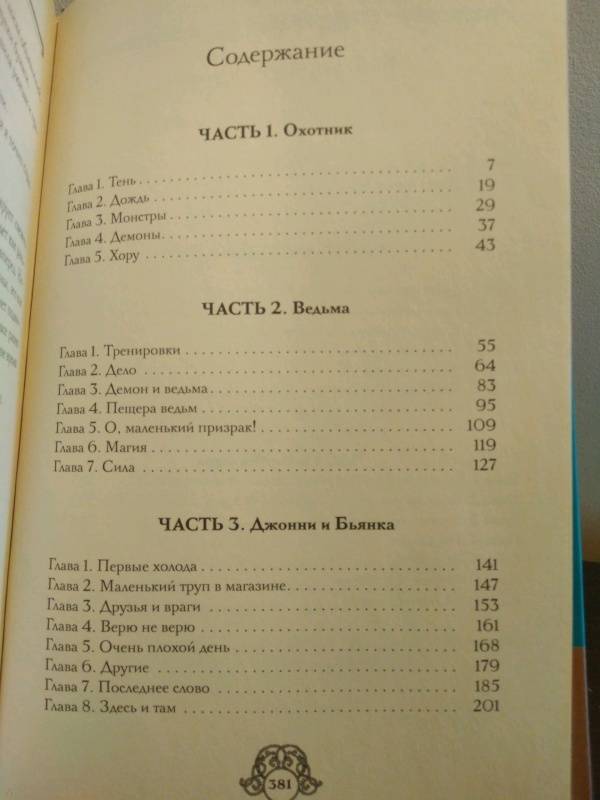 Содержание
ЧАСТЬ 1. Охотник
Глава 1. Тень 7
Глава 2. Дождь 19
Глава 3. Монстры 29
Глава 4. Демоны 37
Глава 5. Хору 43
ЧАСТЬ 2. Ведьма
Глава 1. Тренировки 55
Глава 2. Дело 64
Глава 3. Демон и ведьма 83
Глава 4. Пещера ведьм 95
Глава 5. О, маленький призрак! 109
Глава 6. Магия 119
Глава 7. Сила 127
ЧАСТЬ 3. Джонни и Бьянка
Глава 1. Первые холода 141
Глава 2. Маленький труп в магазине 147
Глава 3. Друзья и враги 153
Глава 4. Верю не верю 161
Глава 5. Очень плохой день 168
Глава 6. Другие 179
Глава 7. Последнее слово 185
Глава 8. Здесь и там 201
381